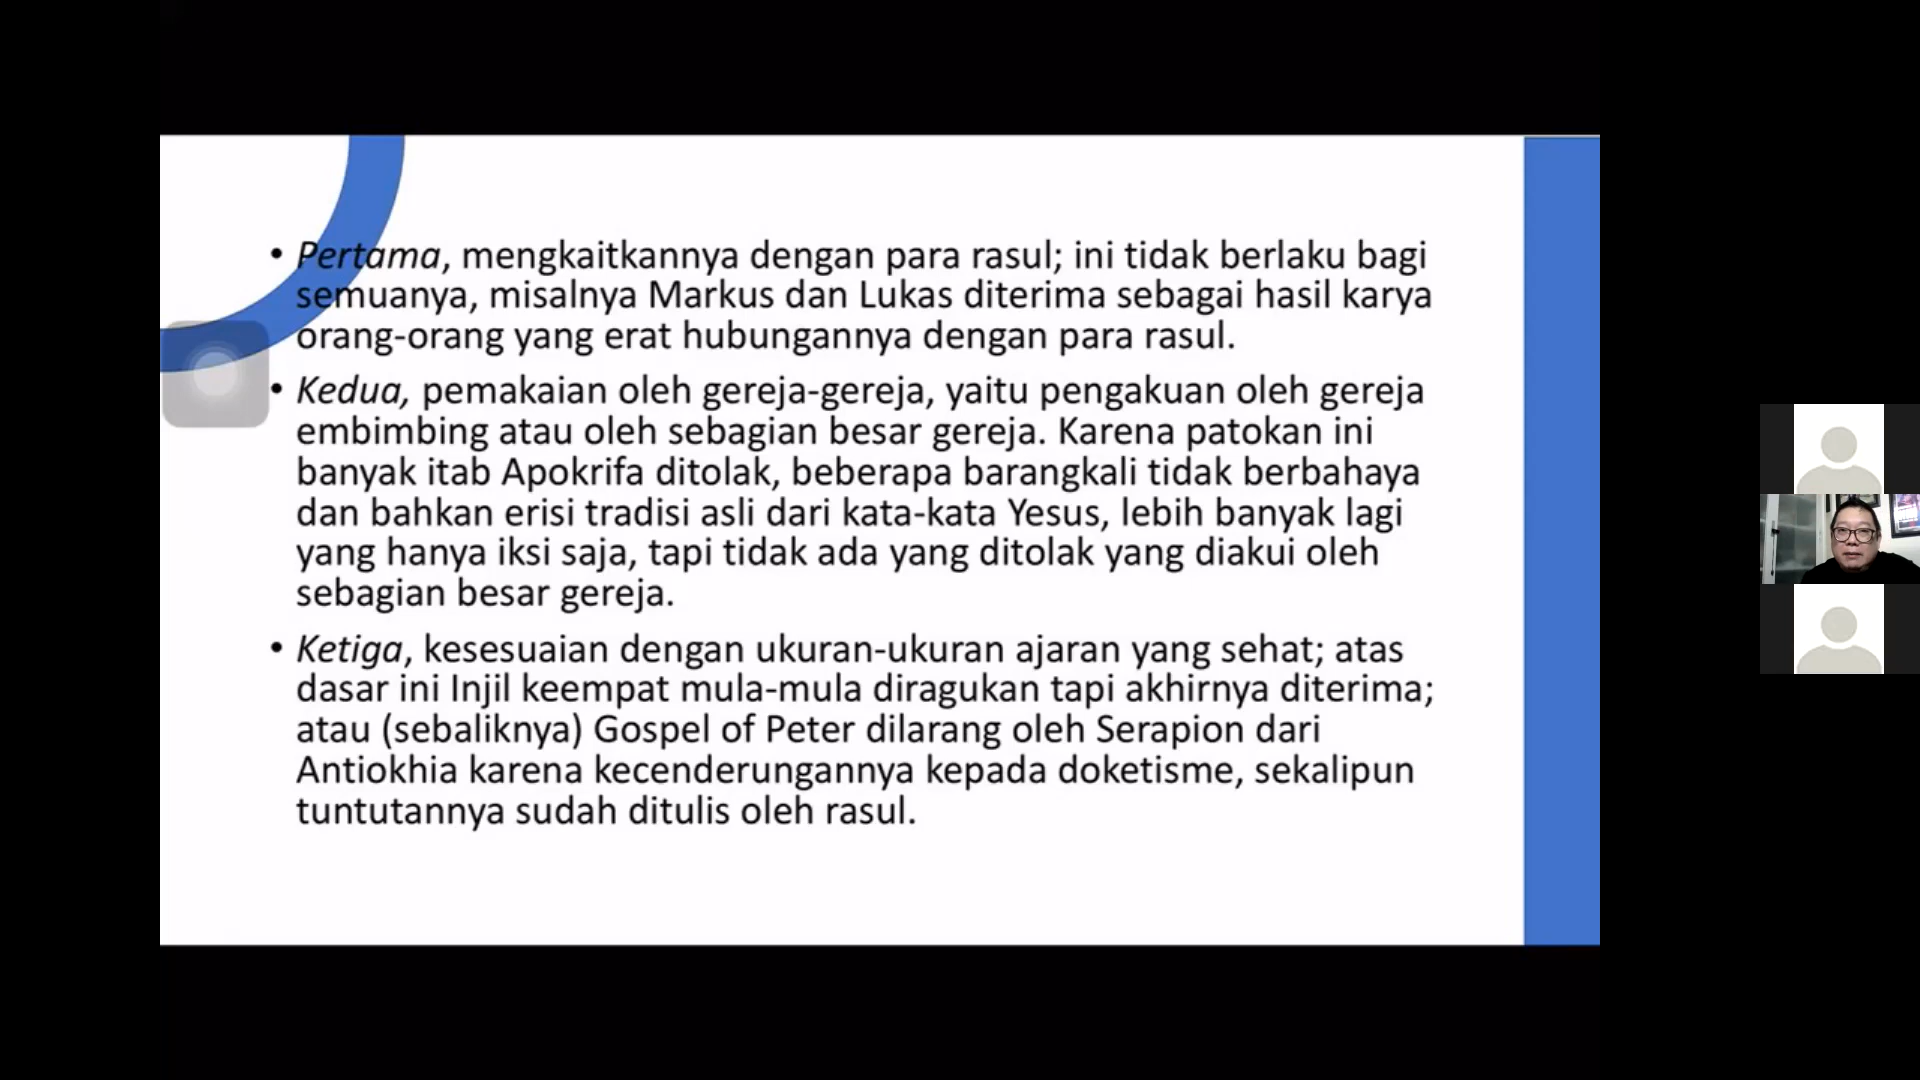 • Pertama, mengkaitkannya dengan para rasul; ini tidak berlaku bagi
semuanya, misalnya Markus dan Lukas diterima sebagai hasil karya
orang-orang yang erat hubungannya dengan para rasul.
• Kedua, pemakaian oleh gereja-gereja, yaitu pengakuan oleh gereja
embimbing atau oleh sebagian besar gereja. Karena patokan ini
banyak itab Apokrifa ditolak, beberapa barangkali tidak berbahaya
dan bahkan erisi tradisi asli dari kata-kata Yesus, lebih banyak lagi
yang hanya iksi saja, tapi tidak ada yang ditolak yang diakui oleh
sebagian besar gereja.
• Ketiga, kesesuaian dengan ukuran-ukuran ajaran yang sehat; atas
dasar ini Injil keempat mula-mula diragukan tapi akhirnya diterima;
atau (sebaliknya) Gospel of Peter dilarang oleh Serapion dari
Antiokhia karena kecenderungannya kepada doketisme, sekalipun
tuntutannya sudah ditulis oleh rasul.